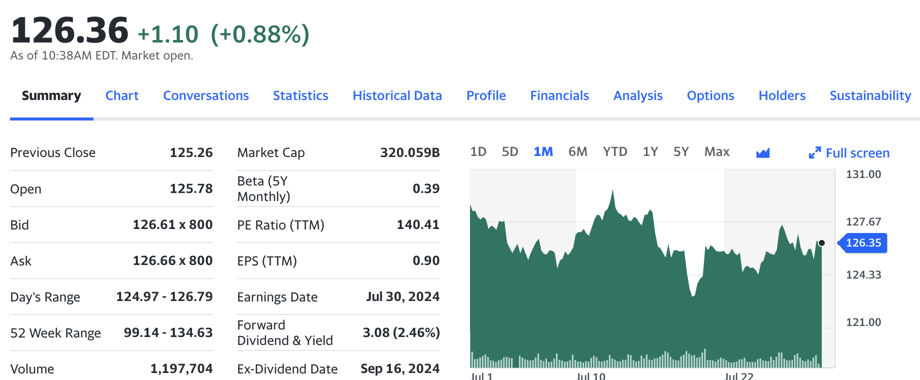 126.36 +1.10 (+0.88%)
As of 10:38AM EDT. Market open.
Summary Chart Conversations Statistics Historical Data Profile Financials Analysis Options Holders Sustainability
Previous Close 125.26
Open 125.78
Bid 126.61 x 800
Ask 126.66 x 800
Day's Range 124.97 - 126.79
52 Week Range 99.14 - 134.63
Volume 1,197,704
Market Cap 320.059B
Beta (5Y
Monthly) 0.39
PE Ratio (TTM) 140.41
EPS (TTM) 0.90
Earnings Date Jul 30, 2024
Forward
Dividend & Yield 3.08 (2.46%)
Ex-Dividend Date Sep 16, 2024
1D 5D 1M 6M YTD 1Y 5Y Max Full screen
131.00
127.67
126.35
124.33
121.00
Jul 1 Jul 10 Jul 22